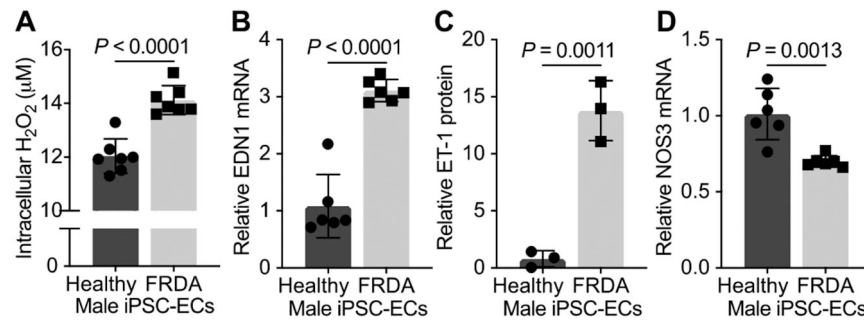 A
Intracellular H₂O₂ (μM)
16
14
12
10
0
P < 0.0001
Healthy FRDA
Male iPSC-ECs
B
Relative EDN1 mRNA
4
3
2
1
0
P < 0.0001
Healthy FRDA
Male iPSC-ECs
C
Relative ET-1 protein
20
15
10
5
0
P = 0.0011
Healthy FRDA
Male iPSC-ECs
D
Relative NOS3 mRNA
1.5
1.0
0.5
0.0
P = 0.0013
Healthy FRDA
Male iPSC-ECs